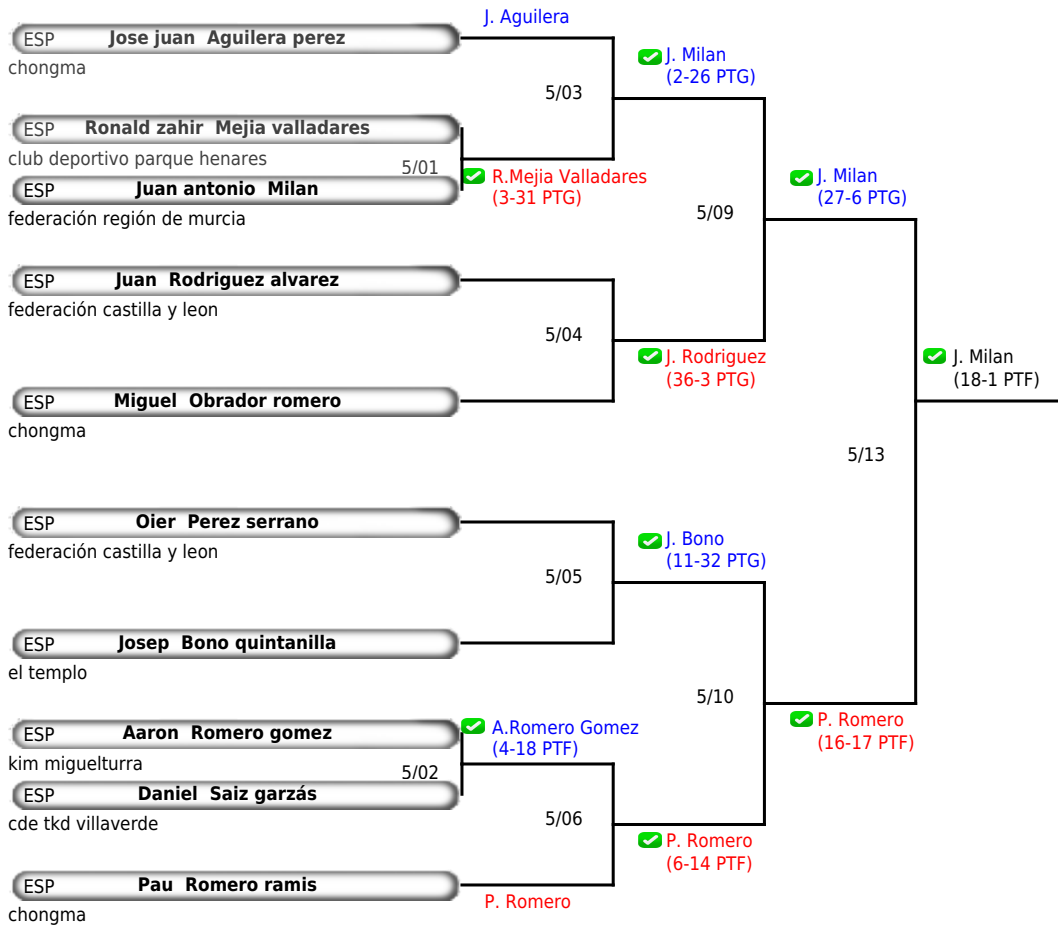 J. Aguilera
ESP Jose juan Aguilera perez
chongma
J. Milan
(2-26 PTG)
5/03
ESP Ronald zahir Mejia valladares
club deportivo parque henares
5/01
R.Mejia Valladares
(3-31 PTG)
ESP Juan antonio Milan
federación región de murcia
J. Milan
(27-6 PTG)
5/09
ESP Juan Rodriguez alvarez
federación castilla y leon
5/04
J. Rodriguez
(36-3 PTG)
J. Milan
(18-1 PTF)
ESP Miguel Obrador romero
chongma
5/13
ESP Oier Perez serrano
federación castilla y leon
J. Bono
(11-32 PTG)
5/05
ESP Josep Bono quintanilla
el templo
5/10
P. Romero
(16-17 PTF)
ESP Aaron Romero gomez
kim miguelturra
A.Romero Gomez
(4-18 PTF)
5/02
ESP Daniel Saiz garzás
cde tkd villaverde
5/06
P. Romero
(6-14 PTF)
ESP Pau Romero ramis
chongma
P. Romero